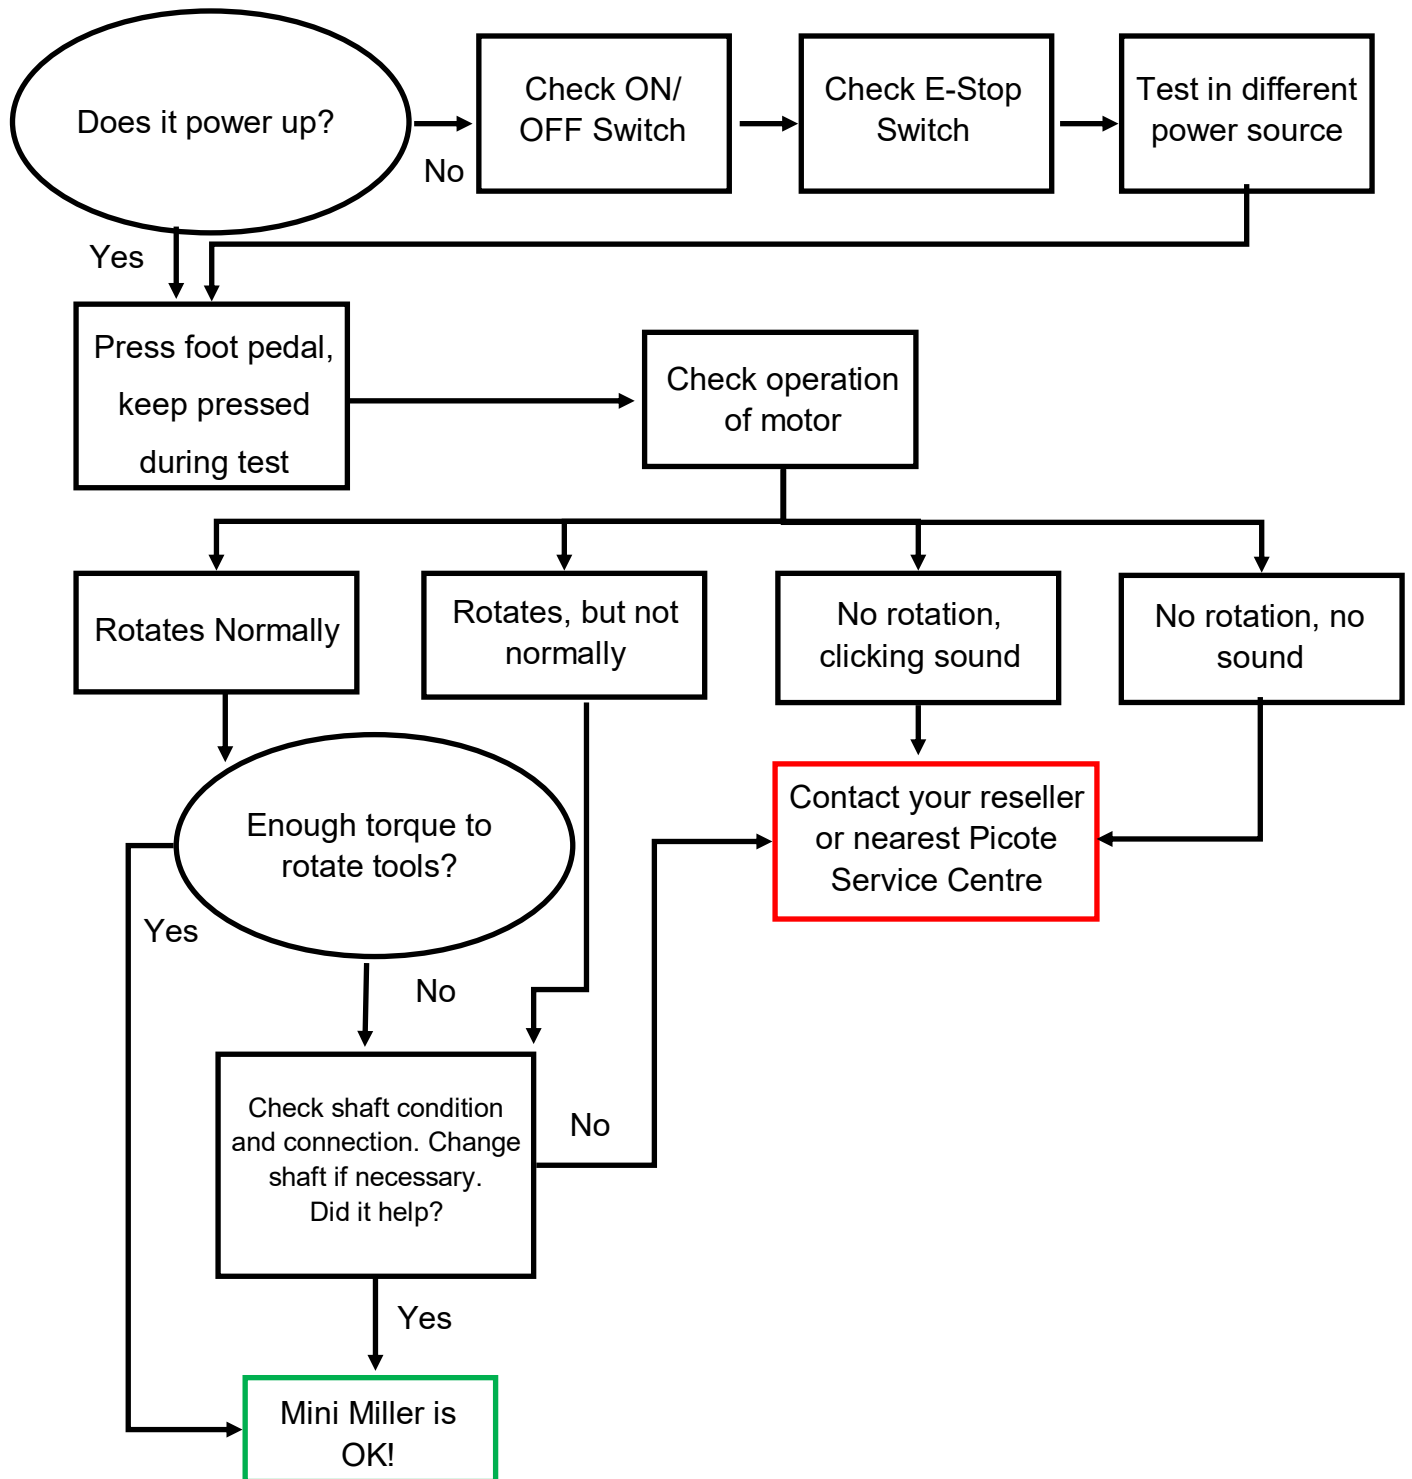 Does it power up?
No
Check ON/
OFF Switch
Check E-Stop
Switch
Test in different
power source
Yes
Press foot pedal,
keep pressed
during test
Check operation
of motor
Rotates Normally
Rotates, but not
normally
No rotation,
clicking sound
No rotation, no
sound
Enough torque to
rotate tools?
Contact your reseller
or nearest Picote
Service Centre
Yes
No
Check shaft condition
and connection. Change
shaft if necessary.
Did it help?
No
Yes
Mini Miller is
OK!